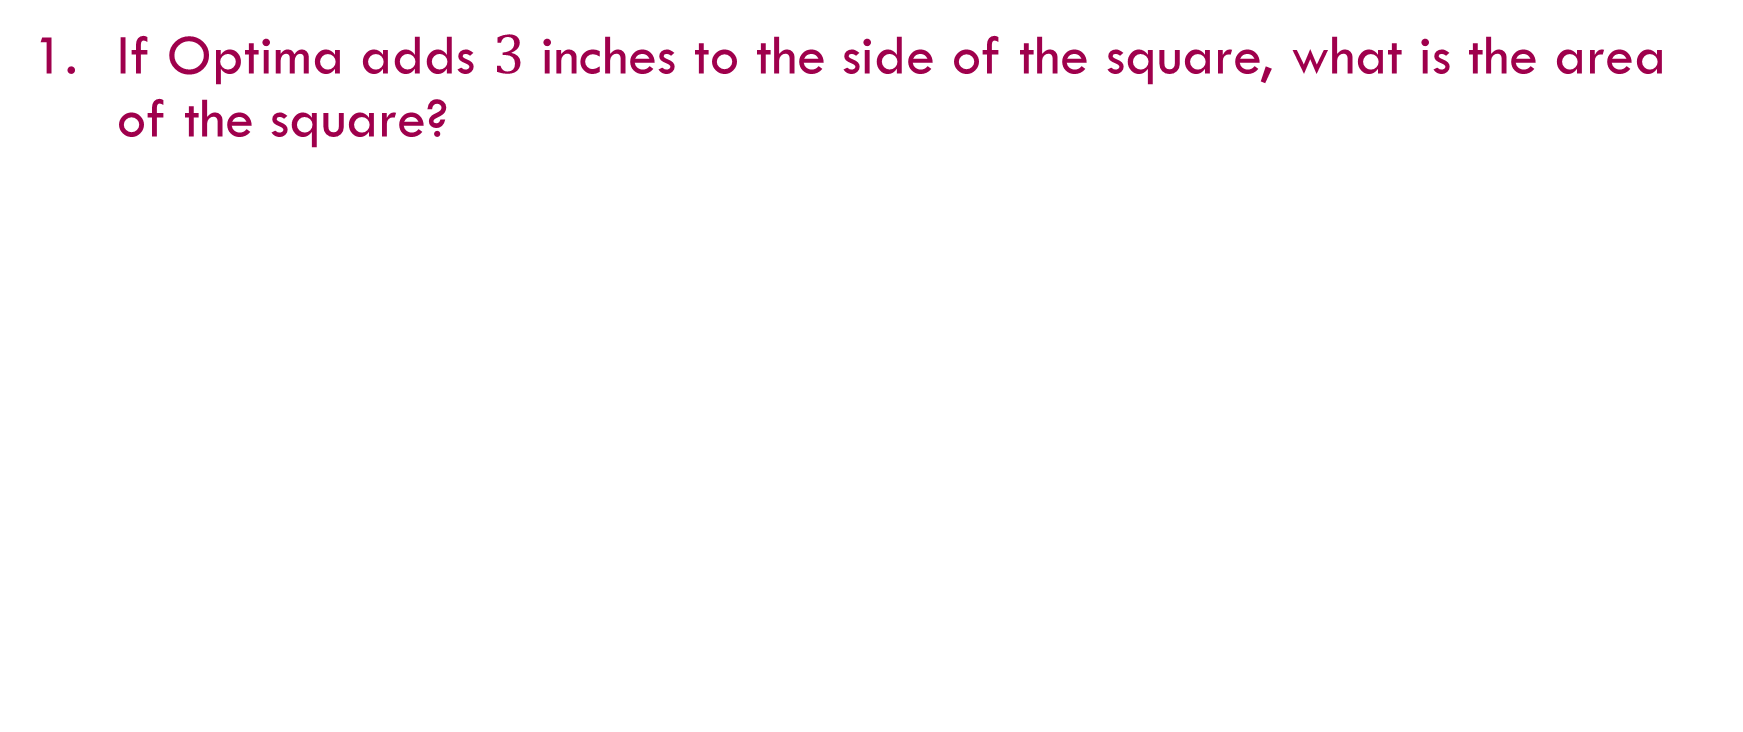 1. If Optima adds 3 inches to the side of the square, what is the area
of the square?